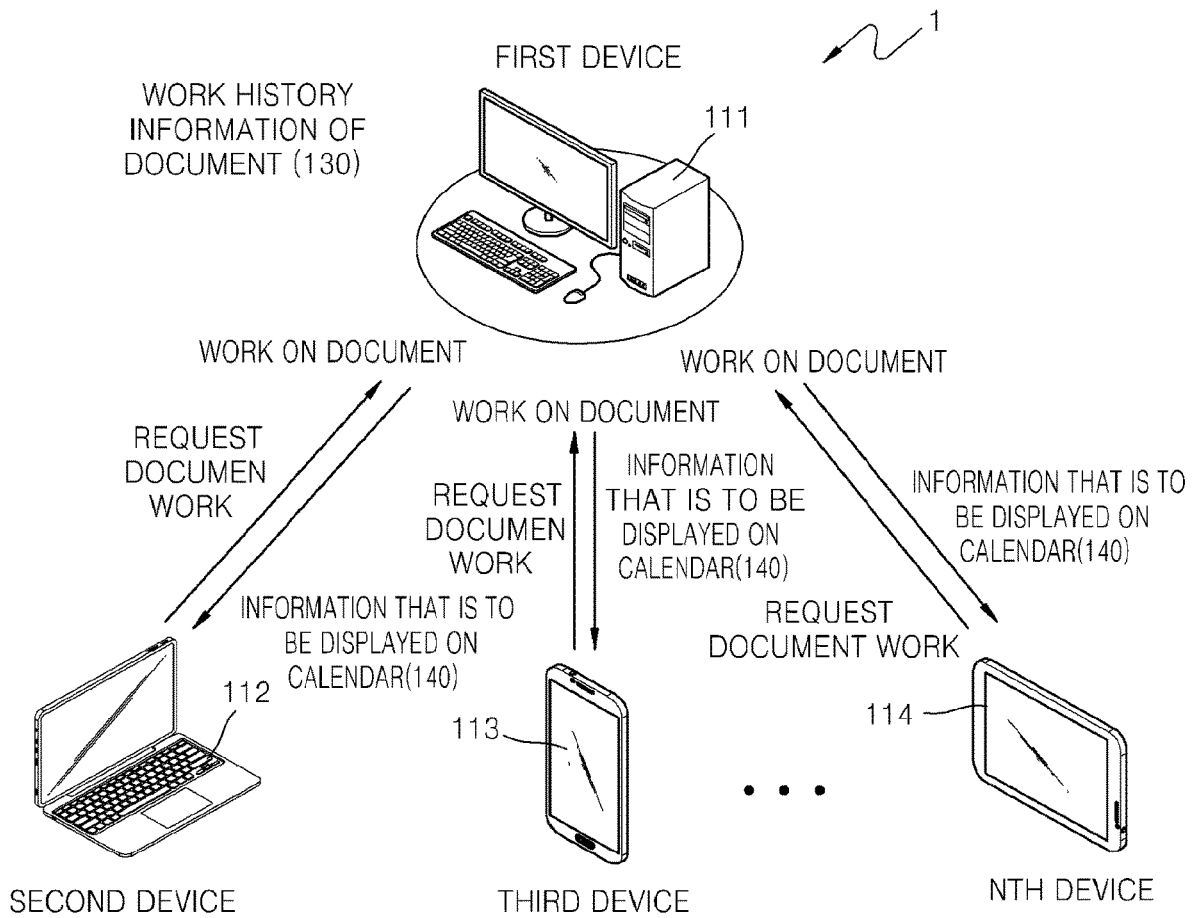 1
FIRST DEVICE
WORK HISTORY
INFORMATION OF
DOCUMENT (130)
111
WORK ON DOCUMENT
WORK ON DOCUMENT
WORK ON DOCUMENT
REQUEST
DOCUMEN
WORK
REQUEST
DOCUMEN
WORK
INFORMATION
THAT IS TO BE
DISPLAYED ON
CALENDAR(140)
INFORMATION THAT IS TO
BE DISPLAYED ON
CALENDAR(140)
INFORMATION THAT IS TO
BE DISPLAYED ON
CALENDAR(140)
REQUEST
DOCUMENT WORK
112
113
114
SECOND DEVICE
THIRD DEVICE
NTH DEVICE